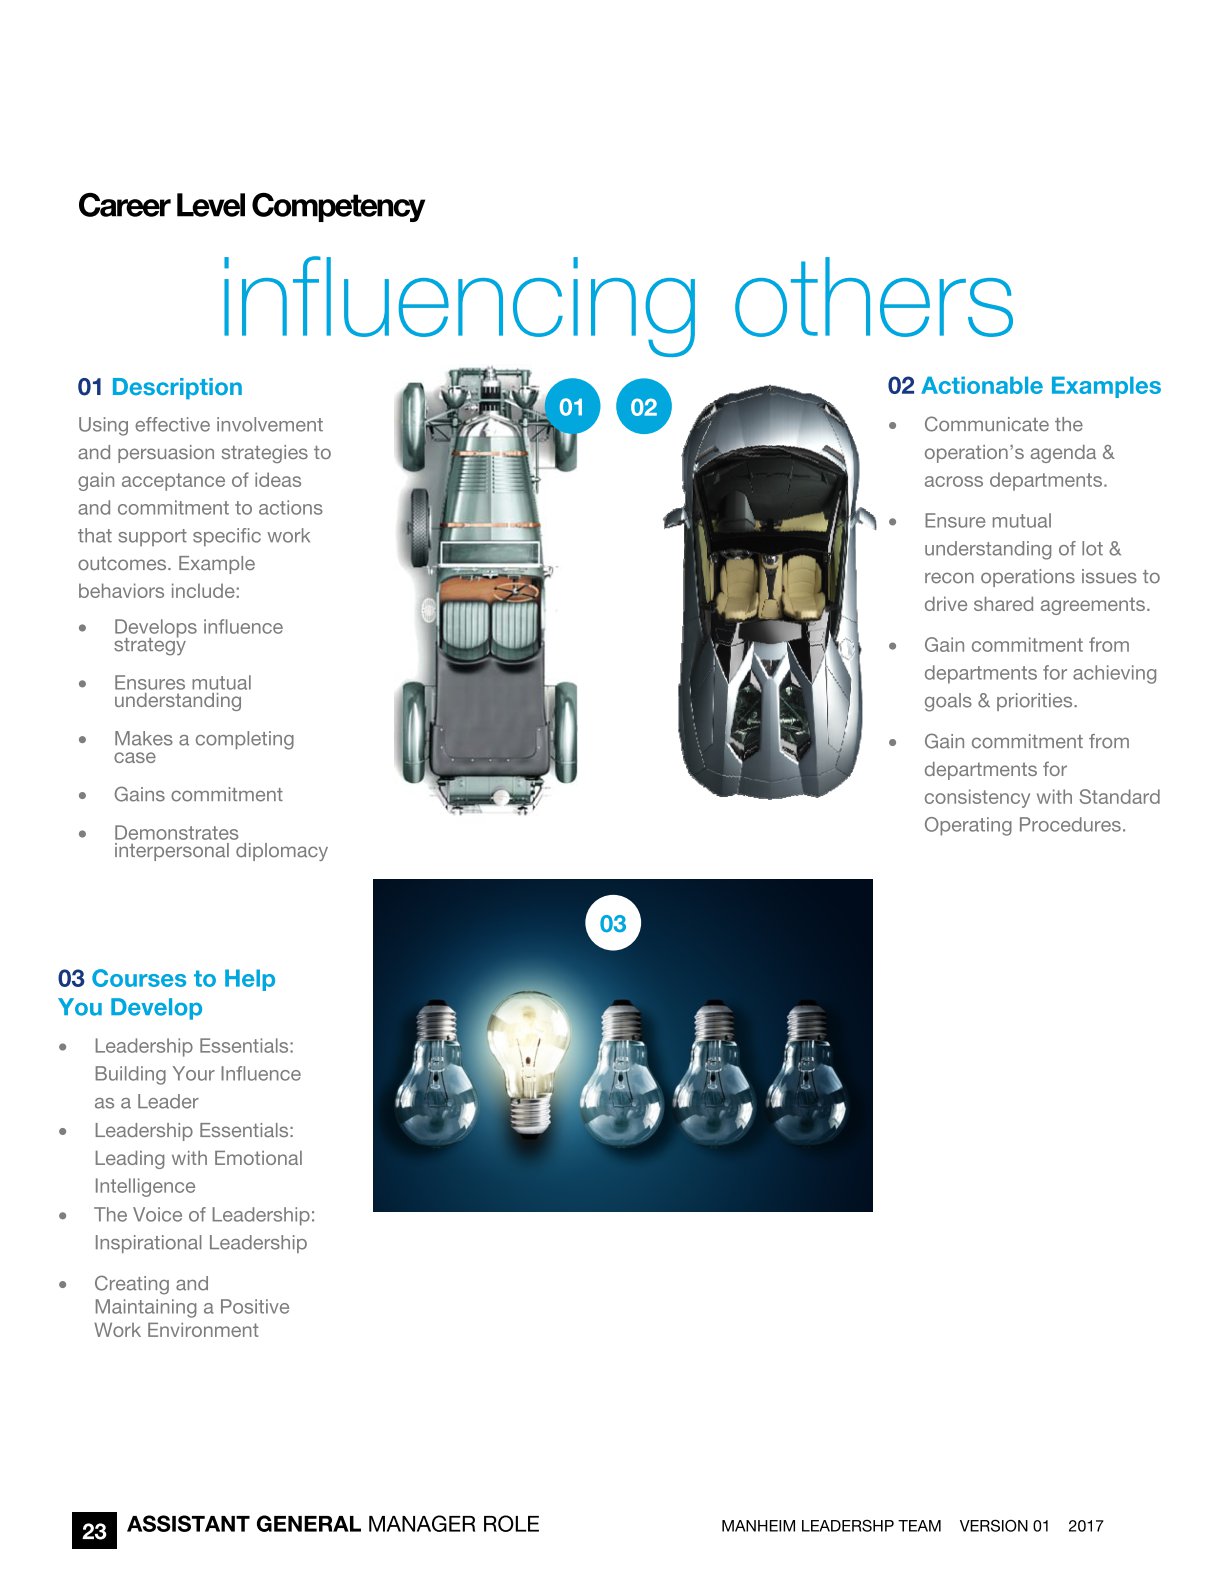 Career Level Competency
influencing others
01 Description
Using effective involvement
and persuasion strategies to
gain acceptance of ideas
and commitment to actions
that support specific work
outcomes. Example
behaviors include:
• Develops influence
strategy
• Ensures mutual
understanding
• Makes a completing
case
• Gains commitment
• Demonstrates
interpersonal diplomacy
01
02
02 Actionable Examples
• Communicate the
operation’s agenda &
across departments.
• Ensure mutual
understanding of lot &
recon operations issues to
drive shared agreements.
• Gain commitment from
departments for achieving
goals & priorities.
• Gain commitment from
departments for
consistency with Standard
Operating Procedures.
03
03 Courses to Help
You Develop
• Leadership Essentials:
Building Your Influence
as a Leader
• Leadership Essentials:
Leading with Emotional
Intelligence
• The Voice of Leadership:
Inspirational Leadership
• Creating and
Maintaining a Positive
Work Environment
23 ASSISTANT GENERAL MANAGER ROLE
MANHEIM LEADERSHP TEAM VERSION 01 2017